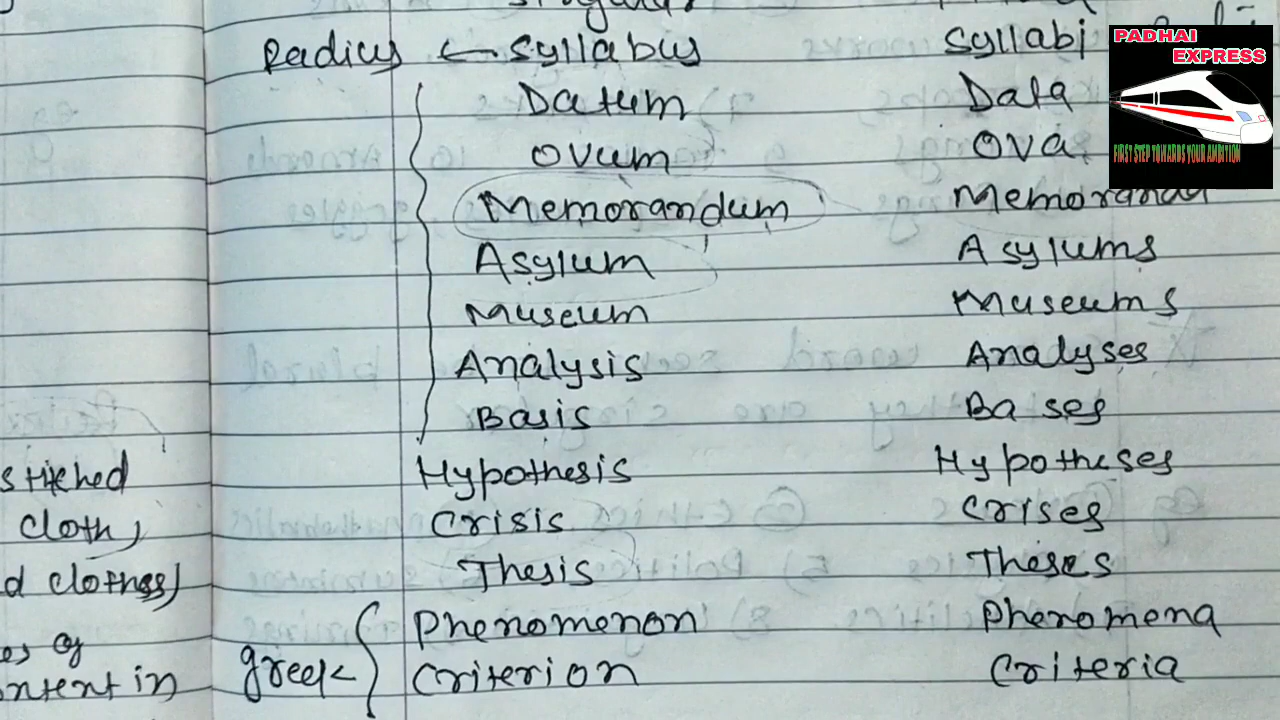 Radius ← Syllabus Syllabi
Datum Data
Ovum Ova
Memorandum Memoranda
Asylum Asylums
Museum Museums
Analysis Analyses
Basis Bases
stiched Hypothesis Hypotheses
cloth, Crisis Crises
d clothes) Thesis Theses
es of Phenomenon Phenomena
ontent in greek Criterion Criteria
PADHAI
EXPRESS
FIRST STEP TOWARDS YOUR AMBITION